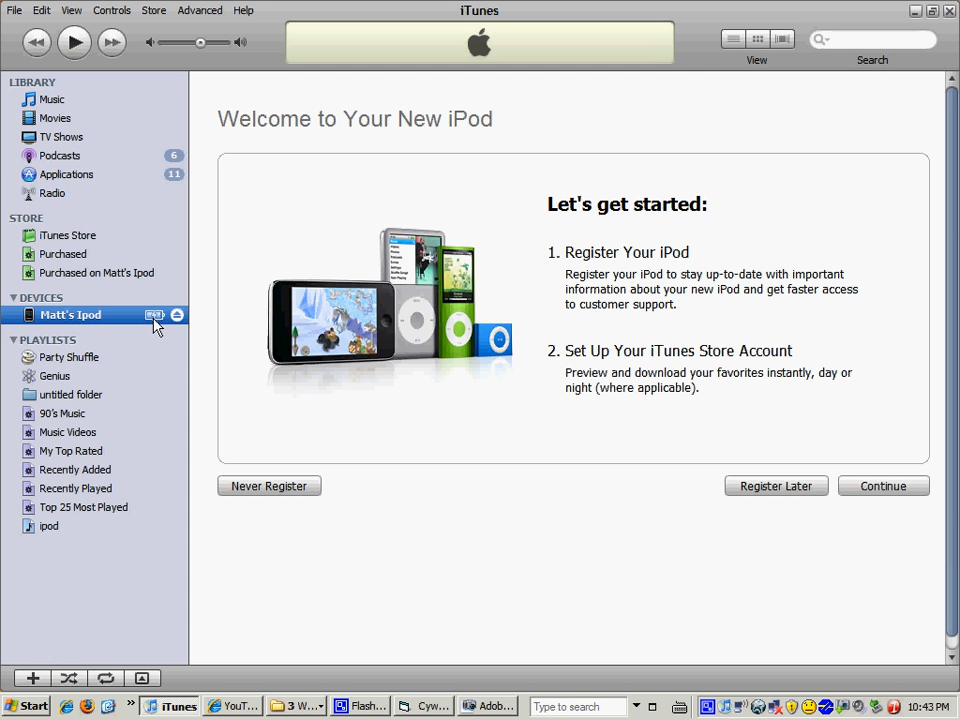 File Edit View Controls Store Advanced Help
iTunes
View
Search
LIBRARY
Music
Movies
TV Shows
Podcasts 6
Applications 11
Radio
STORE
iTunes Store
Purchased
Purchased on Matt's Ipod
DEVICES
Matt's Ipod
PLAYLISTS
Party Shuffle
Genius
untitled folder
90's Music
Music Videos
My Top Rated
Recently Added
Recently Played
Top 25 Most Played
ipod
Welcome to Your New iPod
Let's get started:
1. Register Your iPod
Register your iPod to stay up-to-date with important
information about your new iPod and get faster access
to customer support.
2. Set Up Your iTunes Store Account
Preview and download your favorites instantly, day or
night (where applicable).
Never Register
Register Later
Continue
Start
iTunes
YouT...
3 W...
Flash...
Cyw...
Adob...
Type to search
10:43 PM